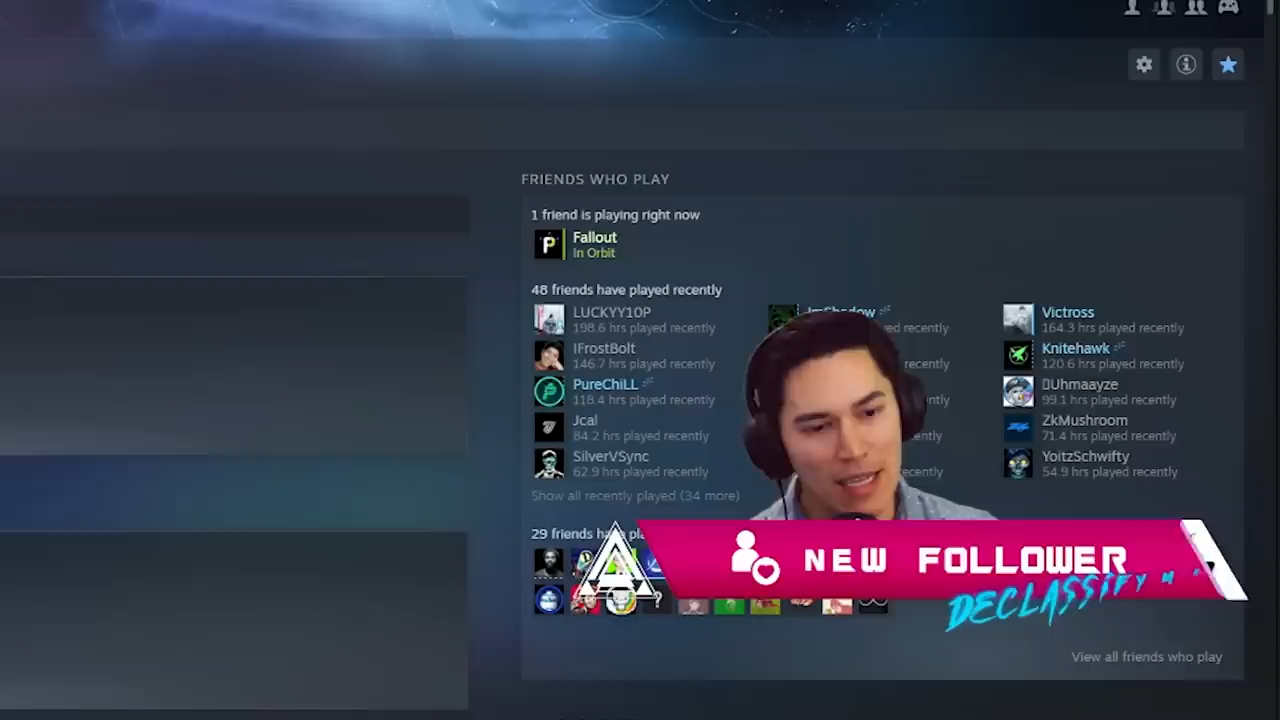 FRIENDS WHO PLAY
1 friend is playing right now
Fallout
In Orbit
48 friends have played recently
LUCKYY10P
198.6 hrs played recently
Victross
164.3 hrs played recently
IFrostBolt
146.7 hrs played recently
Knitehawk
120.6 hrs played recently
PureChiLL
118.4 hrs played recently
Uhmaayze
99.1 hrs played recently
Jcal
84.2 hrs played recently
ZkMushroom
71.4 hrs played recently
SilverVSync
62.9 hrs played recently
YoitzSchwifty
54.9 hrs played recently
Show all recently played (34 more)
29 friends
NEW FOLLOWER
DECLASSIFY
View all friends who play